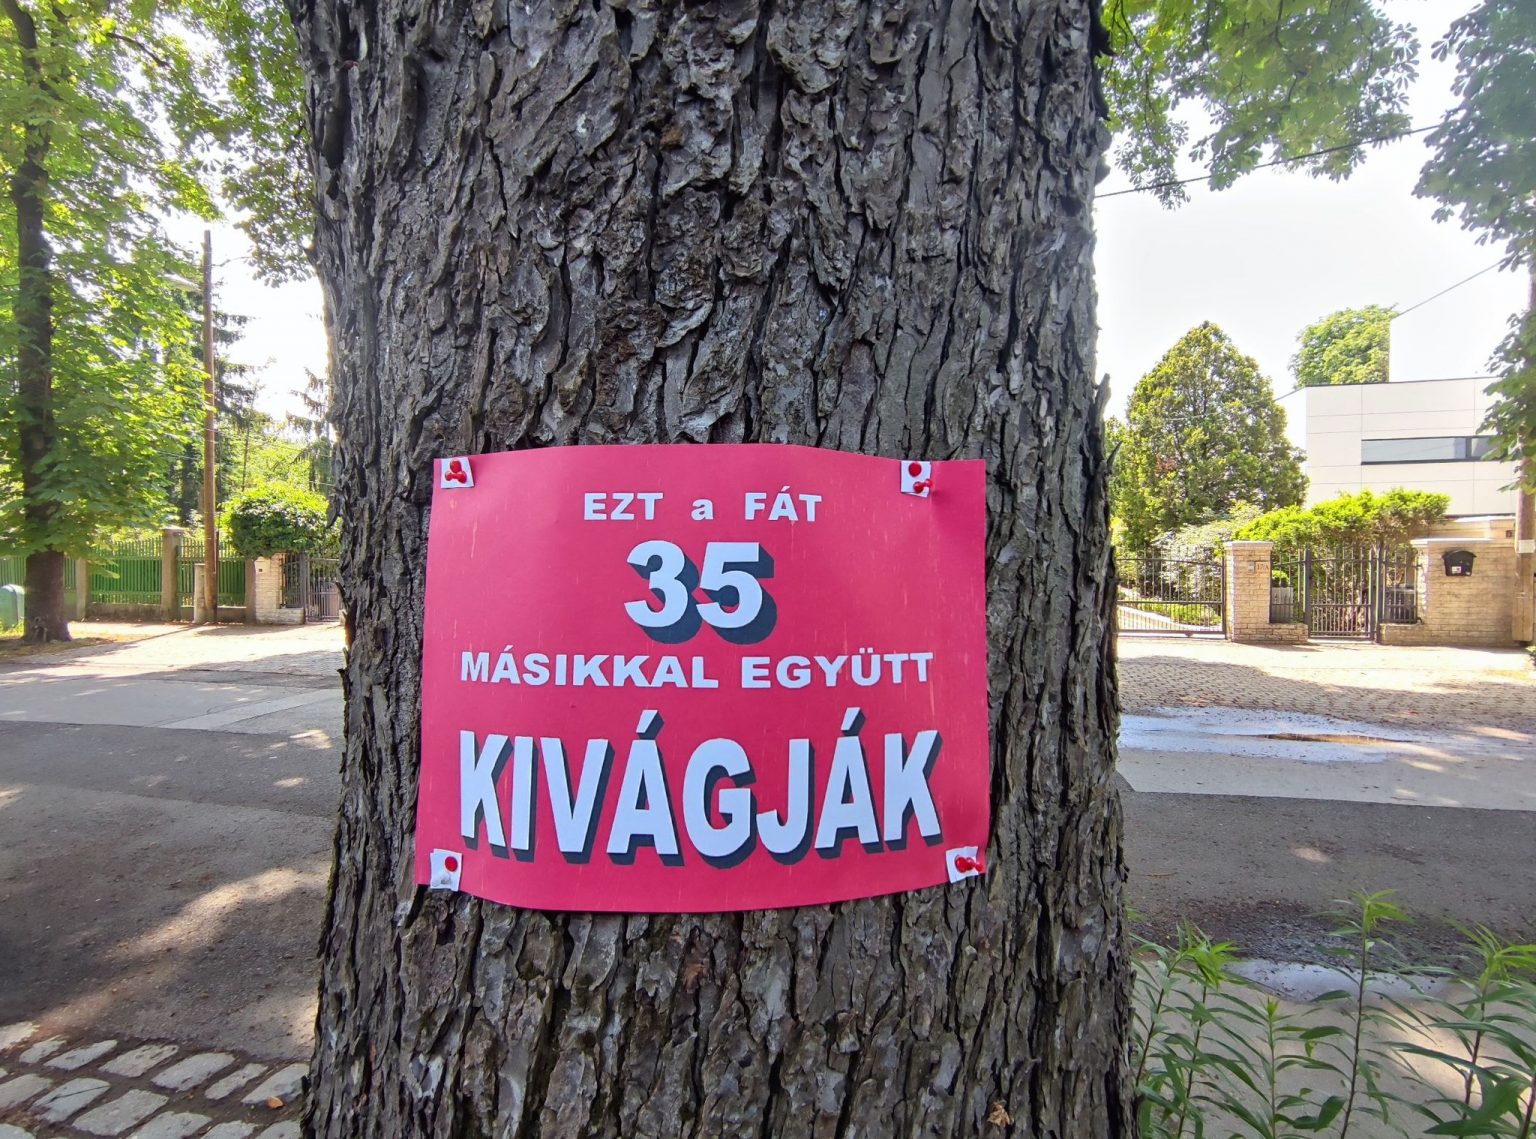 EZT a FÁT
35
MÁSIKKAL EGYÜTT
KIVÁGJÁK